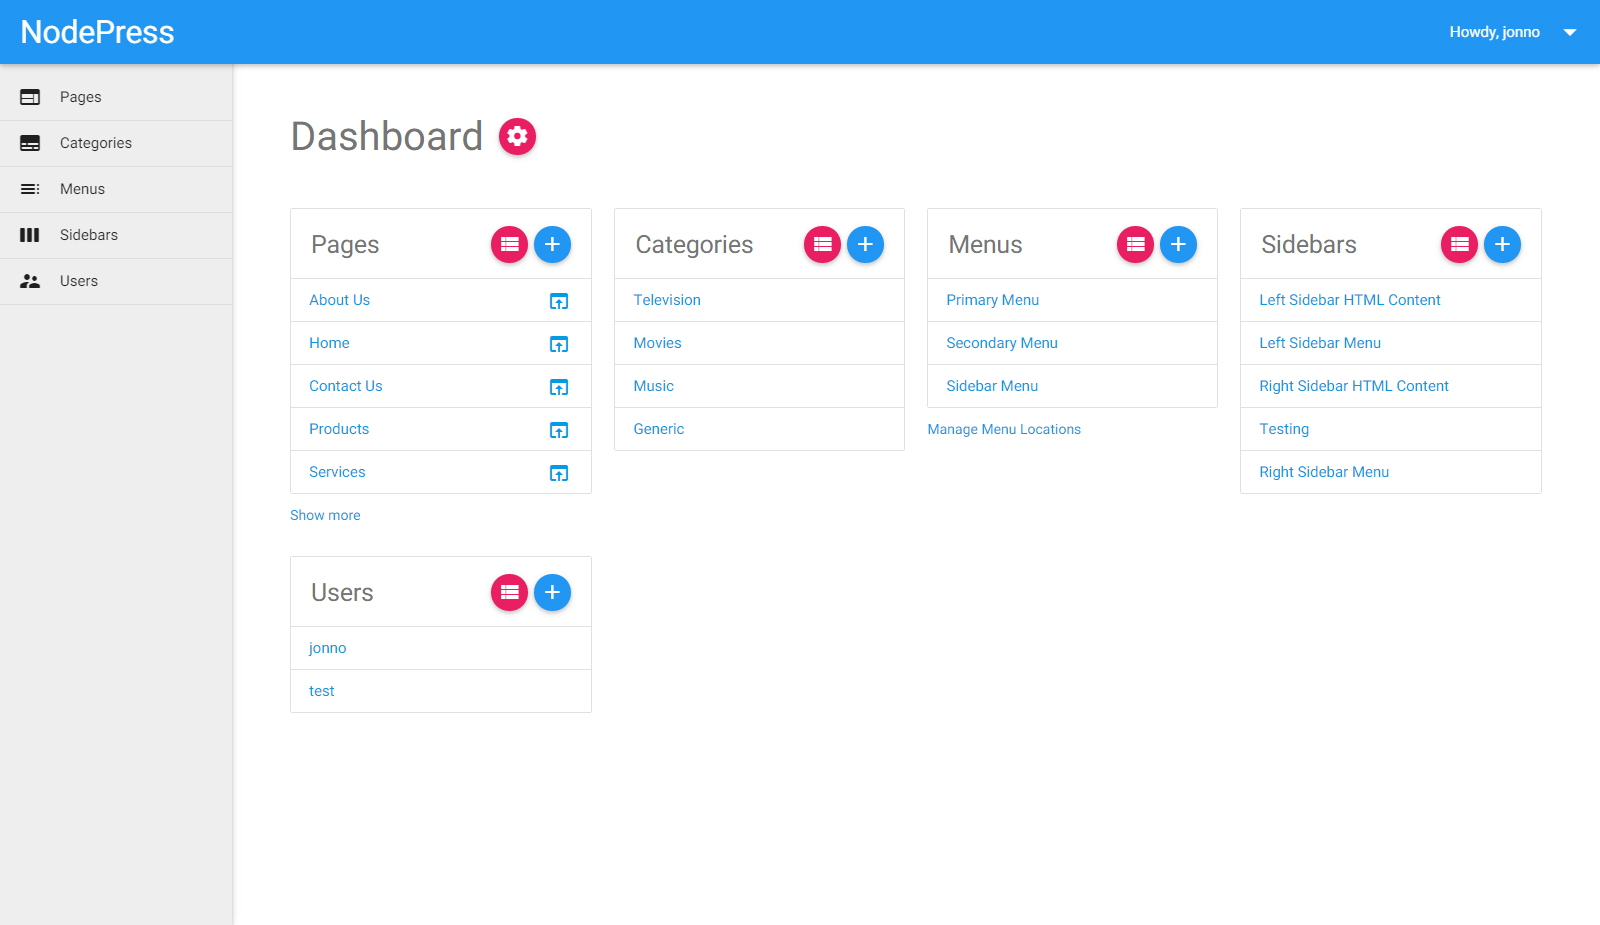 NodePress
Howdy, jonno
Pages
Categories
Menus
Sidebars
Users
Dashboard
Pages
About Us
Home
Contact Us
Products
Services
Show more
Categories
Television
Movies
Music
Generic
Menus
Primary Menu
Secondary Menu
Sidebar Menu
Manage Menu Locations
Sidebars
Left Sidebar HTML Content
Left Sidebar Menu
Right Sidebar HTML Content
Testing
Right Sidebar Menu
Users
jonno
test